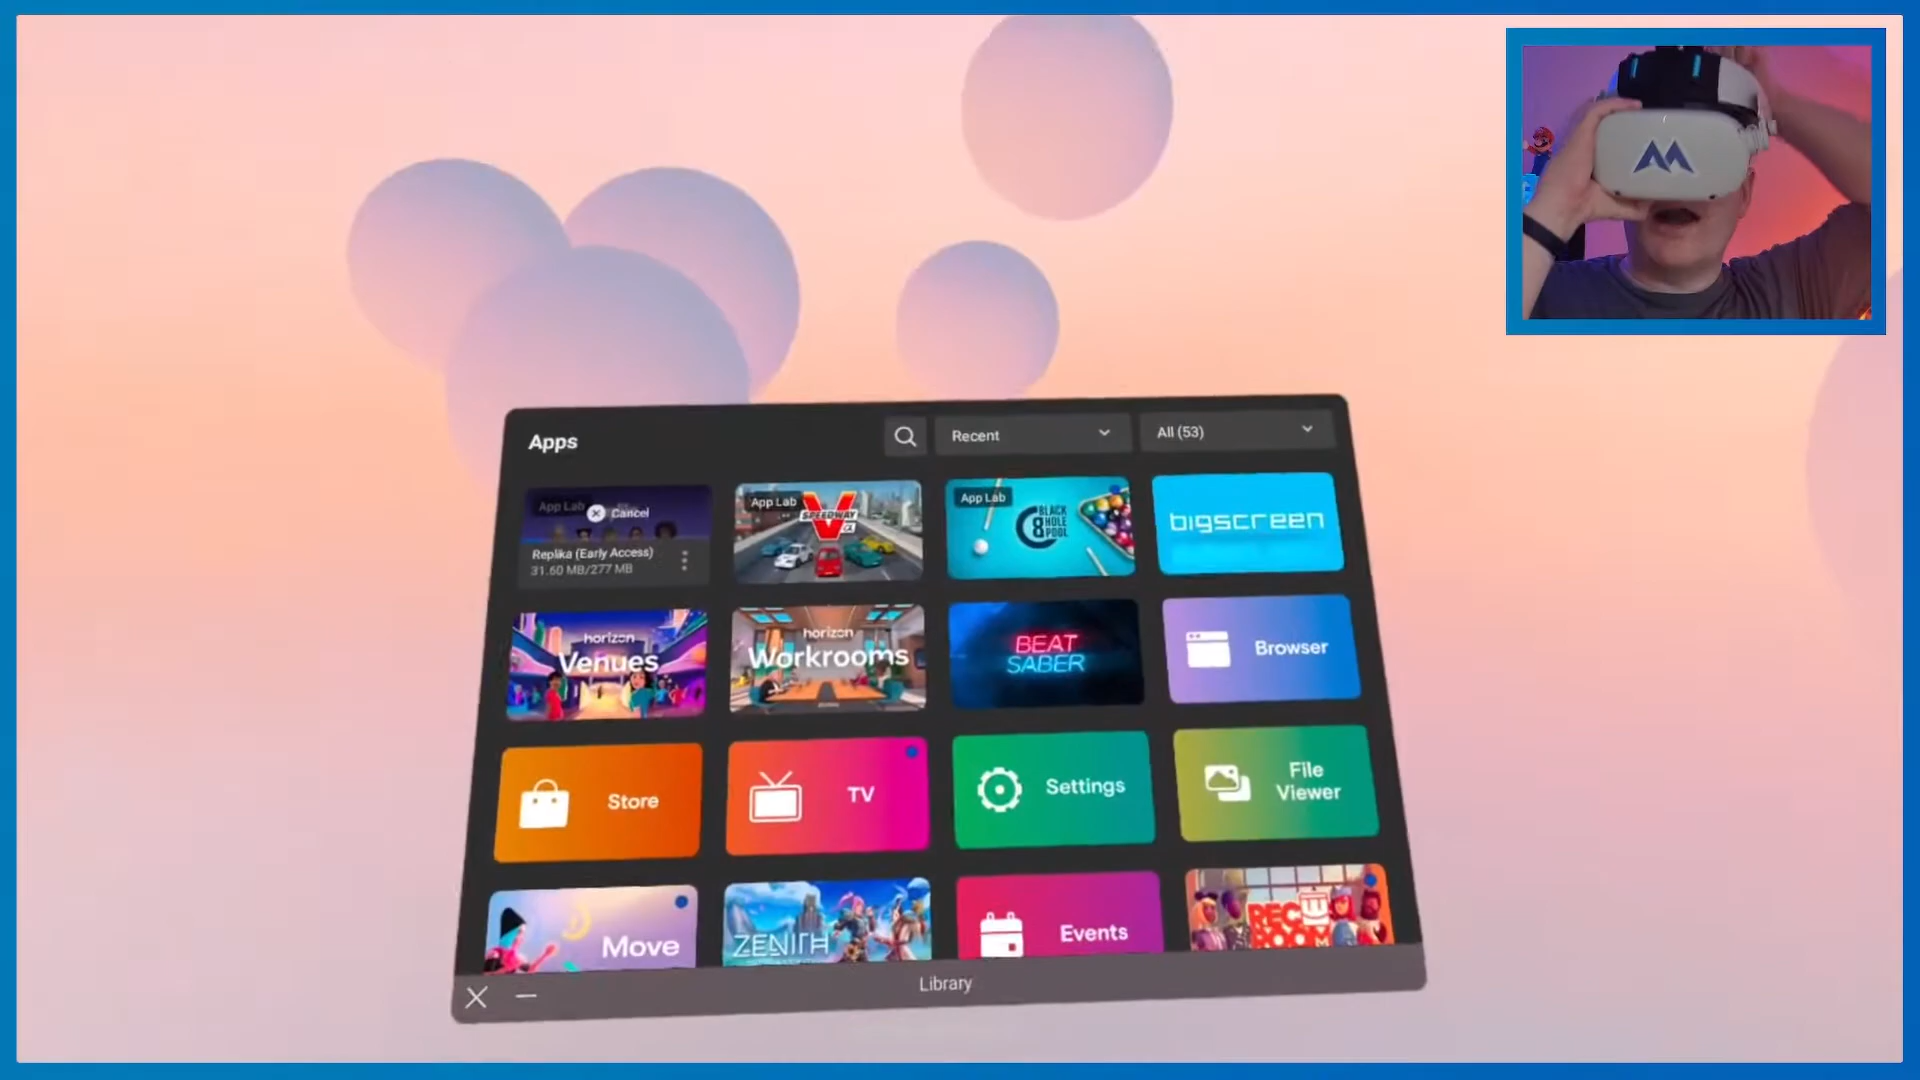 Apps
Recent
All (53)
App Lab
Cancel
Replika (Early Access)
31.60 MB/277 MB
App Lab
SPEEDWAY
App Lab
BLACK
8 HOLE
POOL
bigscreen
horizon
Venues
horizon
Workrooms
BEAT
SABER
Browser
Store
TV
Settings
File
Viewer
Move
ZENITH
Events
REC
ROOM
Library